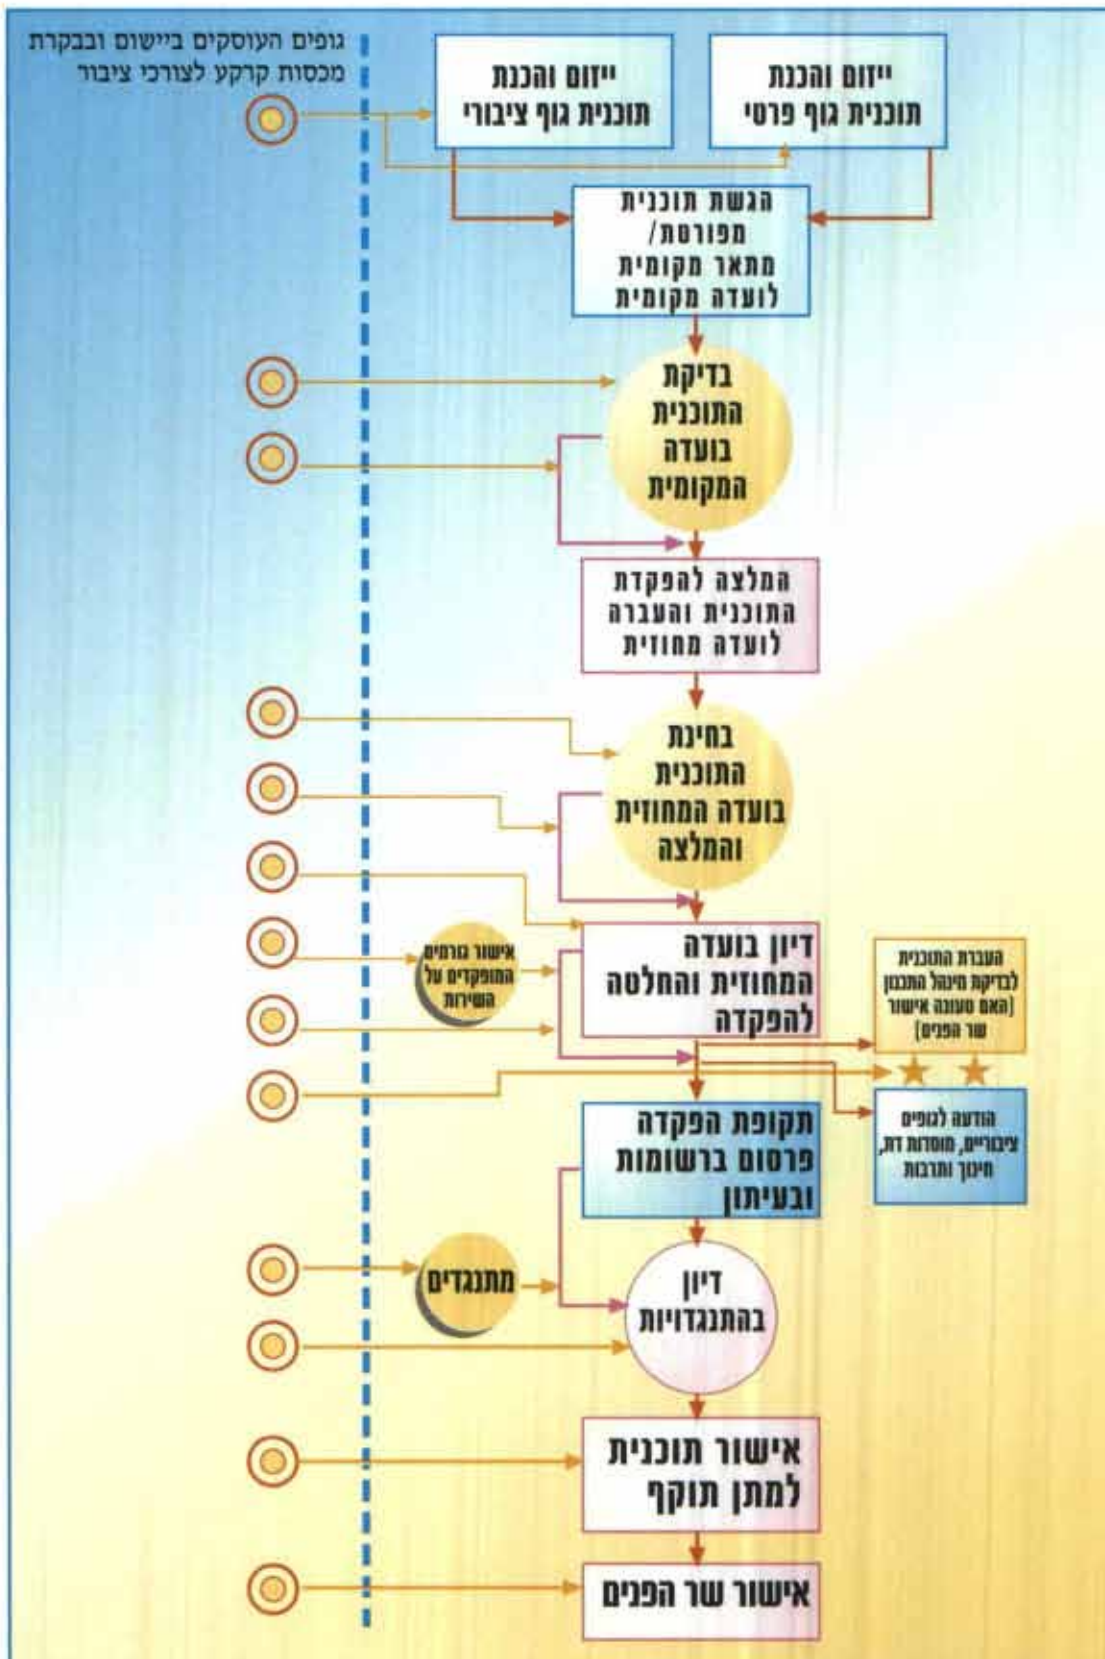 גופים העוסקים ביישום ובבקרת
מכסות קרקע לצורכי ציבור
ייזום והכנת
תוכנית גוף פרטי
ייזום והכנת
תוכנית גוף ציבורי
הגשת תוכנית
מפורטת/
מתאר מקומית
לועדה מקומית
בדיקת
התוכנית
בועדה
המקומית
המלצה להפקדת
התוכנית והעברה
לועדה מחוזית
בחינת
התוכנית
בועדה המחוזית
והמלצה
דיון בועדה
המחוזית והחלטה
להפקדה
אישור גורמים
המופקדים על
השירות
העברת התוכנית
לבדיקת מינהל התכנון
[האם טעונה אישור
שר הפנים]
הודעה לגופים
ציבוריים, מוסדות דת,
חינוך ותרבות
תקופת הפקדה
פרסום ברשומות
ובעיתון
מתנגדים
דיון
בהתנגדויות
אישור תוכנית
למתן תוקף
אישור שר הפנים